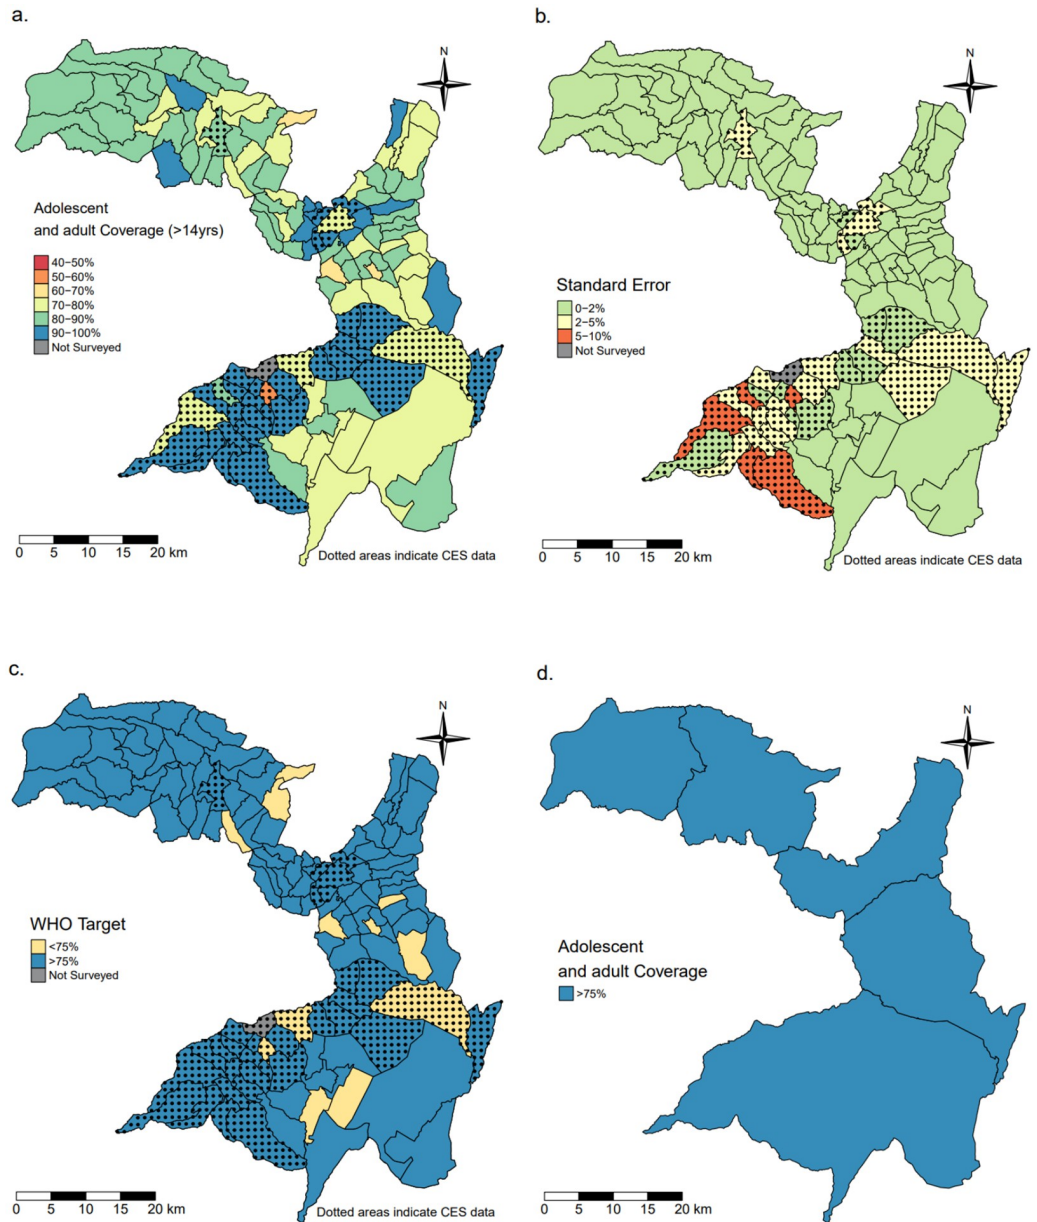 a.
N
Adolescent
and adult Coverage (>14yrs)
40−50%
50−60%
60−70%
70−80%
80−90%
90−100%
Not Surveyed
0 5 10 15 20 km
Dotted areas indicate CES data
b.
N
Standard Error
0−2%
2−5%
5−10%
Not Surveyed
0 5 10 15 20 km
Dotted areas indicate CES data
c.
N
WHO Target
<75%
>75%
Not Surveyed
0 5 10 15 20 km
Dotted areas indicate CES data
d.
N
Adolescent
and adult Coverage
>75%
0 5 10 15 20 km